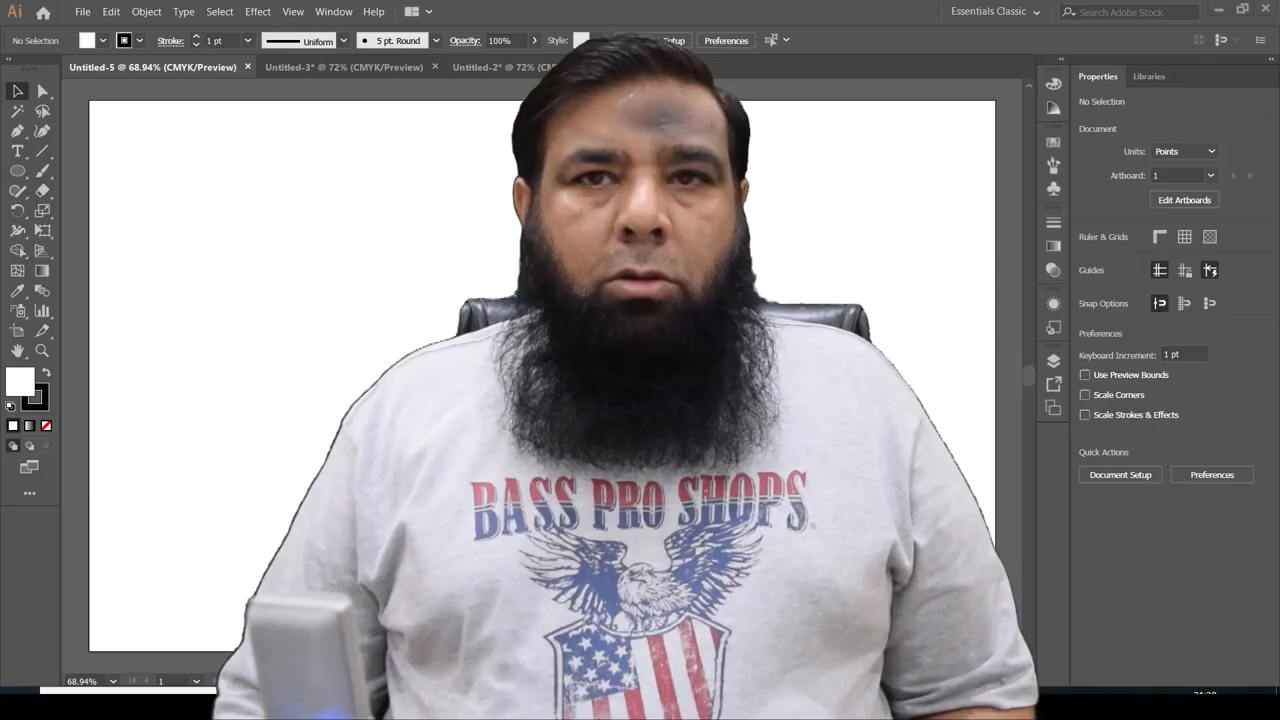 Ai File Edit Object Type Select Effect View Window Help Essentials Classic Search Adobe Stock
No Selection Stroke: 1 pt Uniform 5 pt. Round Opacity: 100% Style: Setup Preferences
Untitled-5 @ 68.94% (CMYK/Preview) × Untitled-3* @ 72% (CMYK/Preview) × Untitled-2* @ 72% (CM
Properties Libraries
No Selection
Document
Units: Points
Artboard: 1
Edit Artboards
Ruler & Grids
Guides
Snap Options
Preferences
Keyboard Increment: 1 pt
Use Preview Bounds
Scale Corners
Scale Strokes & Effects
Quick Actions
Document Setup Preferences
BASS PRO SHOPS
68.94% 1